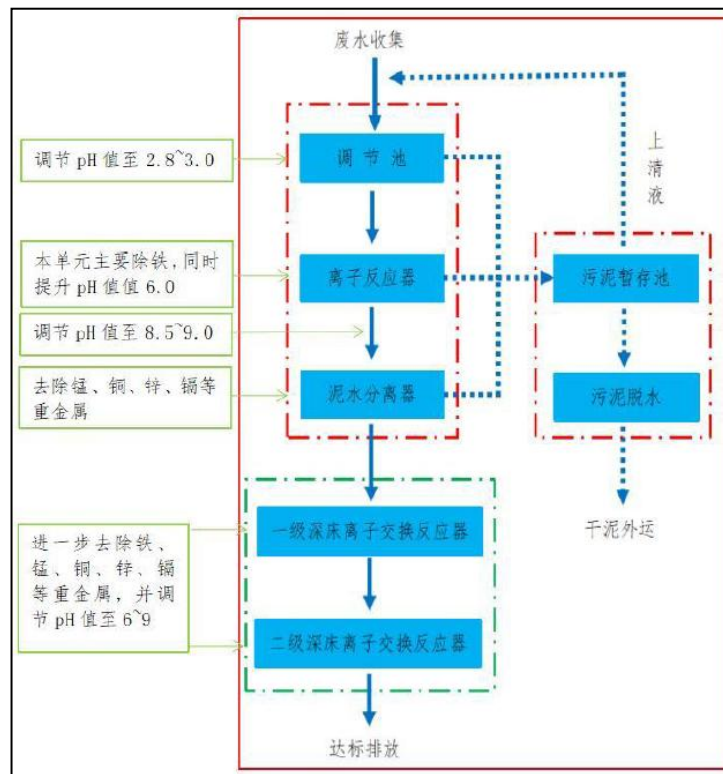 废水收集
调节 pH 值至 2.8~3.0
调 节 池
上
清
液
本单元主要除铁，同时
提升 pH 值值 6.0
离子反应器
污泥暂存池
调节 pH 值至 8.5~9.0
去除锰、铜、锌、镉等
重金属
泥水分离器
污泥脱水
进一步去除铁、
锰、铜、锌、镉
等重金属，并调
节 pH 值至 6~9
一级深床离子交换反应器
干泥外运
二级深床离子交换反应器
达标排放